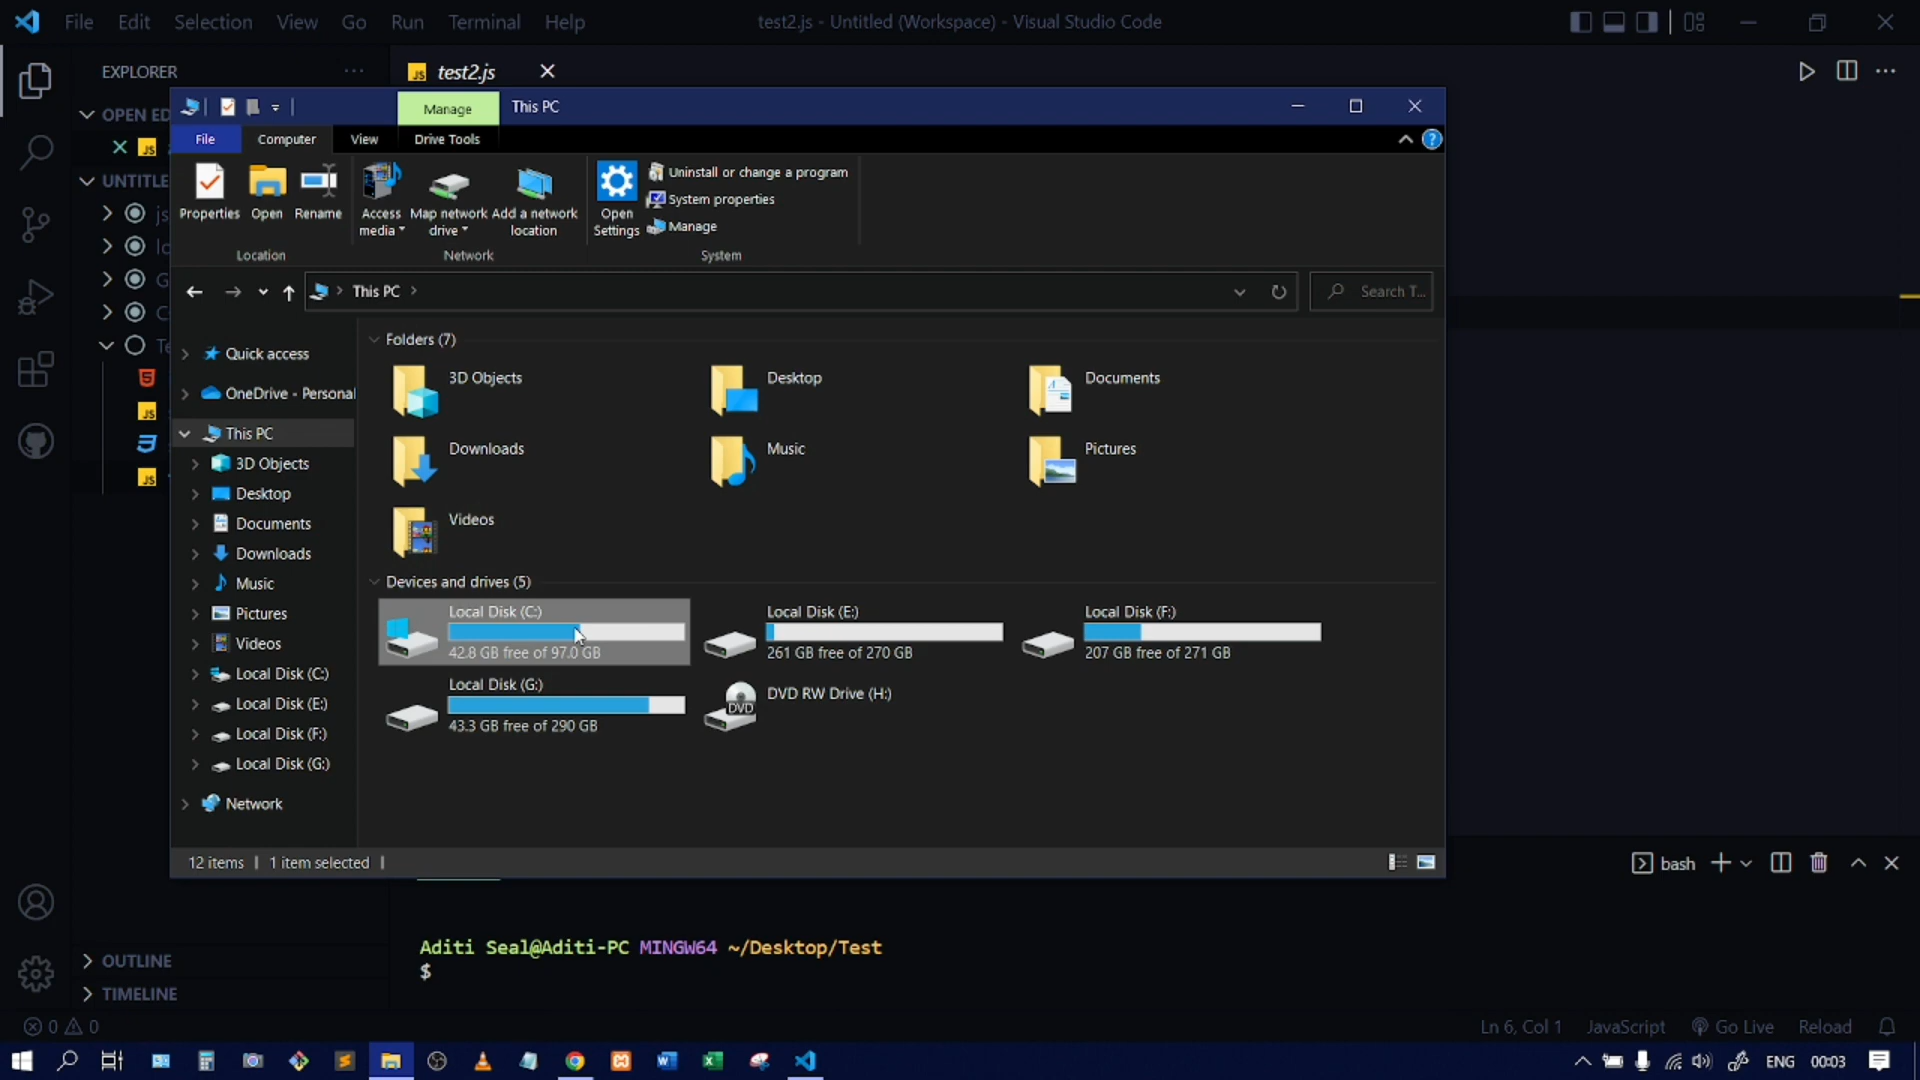 File Edit Selection View Go Run Terminal Help
test2.js - Untitled (Workspace) - Visual Studio Code
EXPLORER
JS test2.js
OPEN ED
JS
UNTITLE
js
JS
JS
Manage
This PC
File Computer View Drive Tools
Properties Open Rename
Access media
Map network drive
Add a network location
Open Settings
Uninstall or change a program
System properties
Manage
Location
Network
System
This PC
Search T...
Quick access
OneDrive - Personal
This PC
3D Objects
Desktop
Documents
Downloads
Music
Pictures
Videos
Local Disk (C:)
Local Disk (E:)
Local Disk (F:)
Local Disk (G:)
Network
Folders (7)
3D Objects
Desktop
Documents
Downloads
Music
Pictures
Videos
Devices and drives (5)
Local Disk (C:)
42.8 GB free of 97.0 GB
Local Disk (E:)
261 GB free of 270 GB
Local Disk (F:)
207 GB free of 271 GB
Local Disk (G:)
43.3 GB free of 290 GB
DVD
DVD RW Drive (H:)
12 items 1 item selected
bash
Aditi Seal@Aditi-PC MINGW64 ~/Desktop/Test
$
OUTLINE
TIMELINE
0 0
Ln 6, Col 1 JavaScript Go Live Reload
ENG 00:03